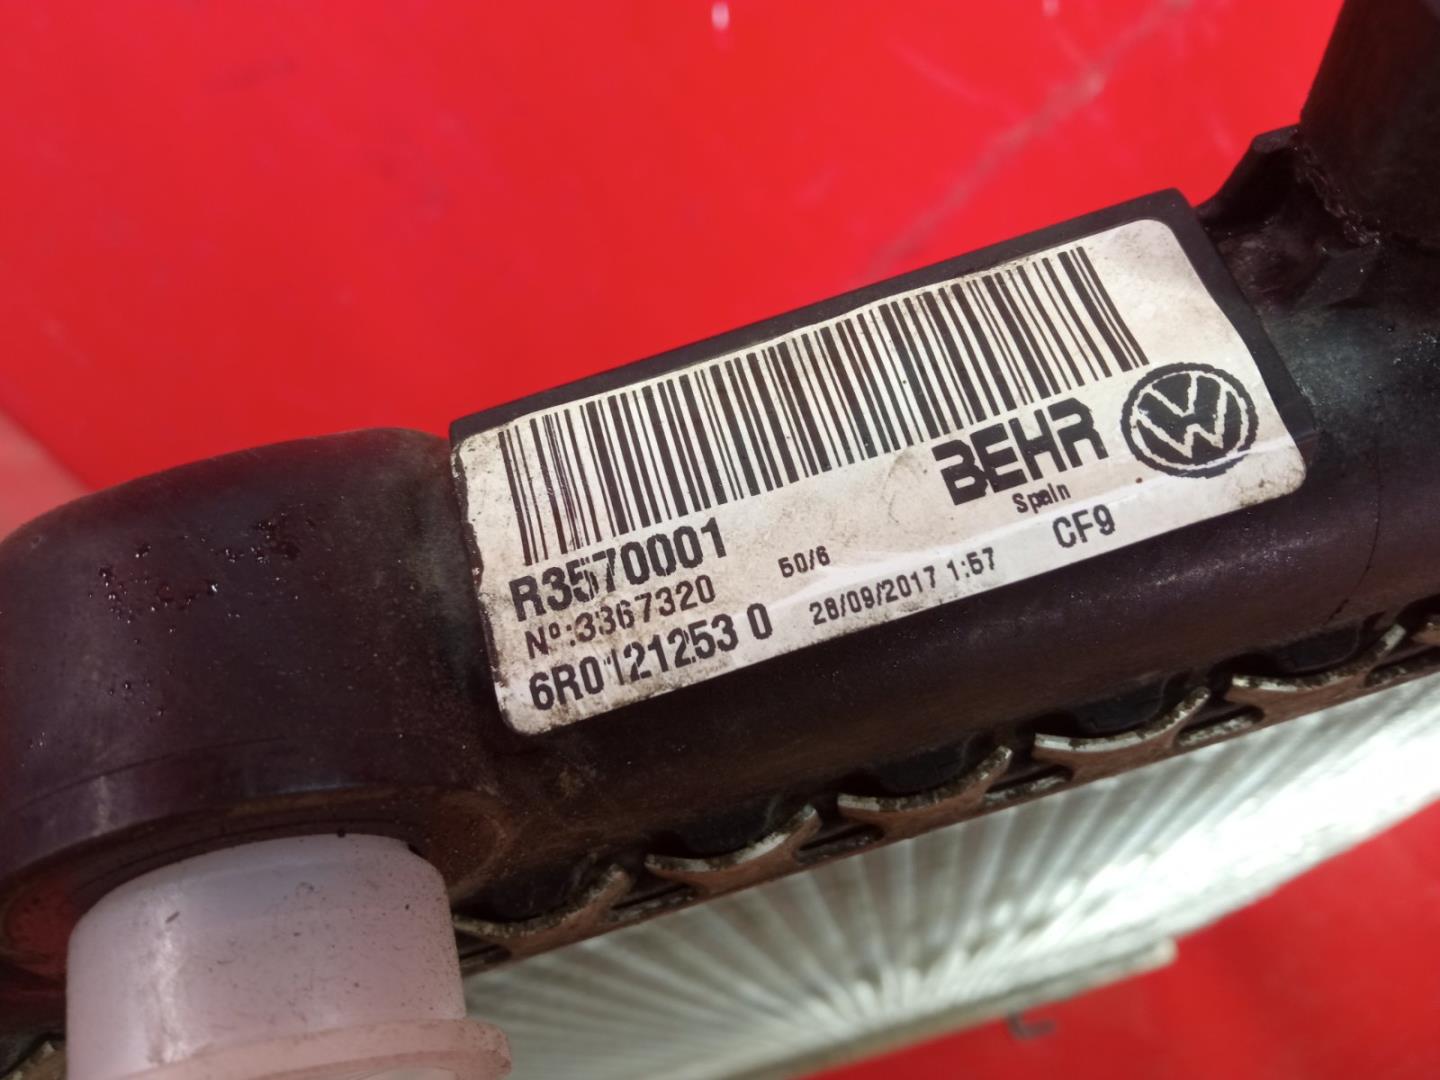 BEHR
Spain
R3570001
50/6
CF9
Nº:3367320
28/09/2017 1:57
6R0121253 0